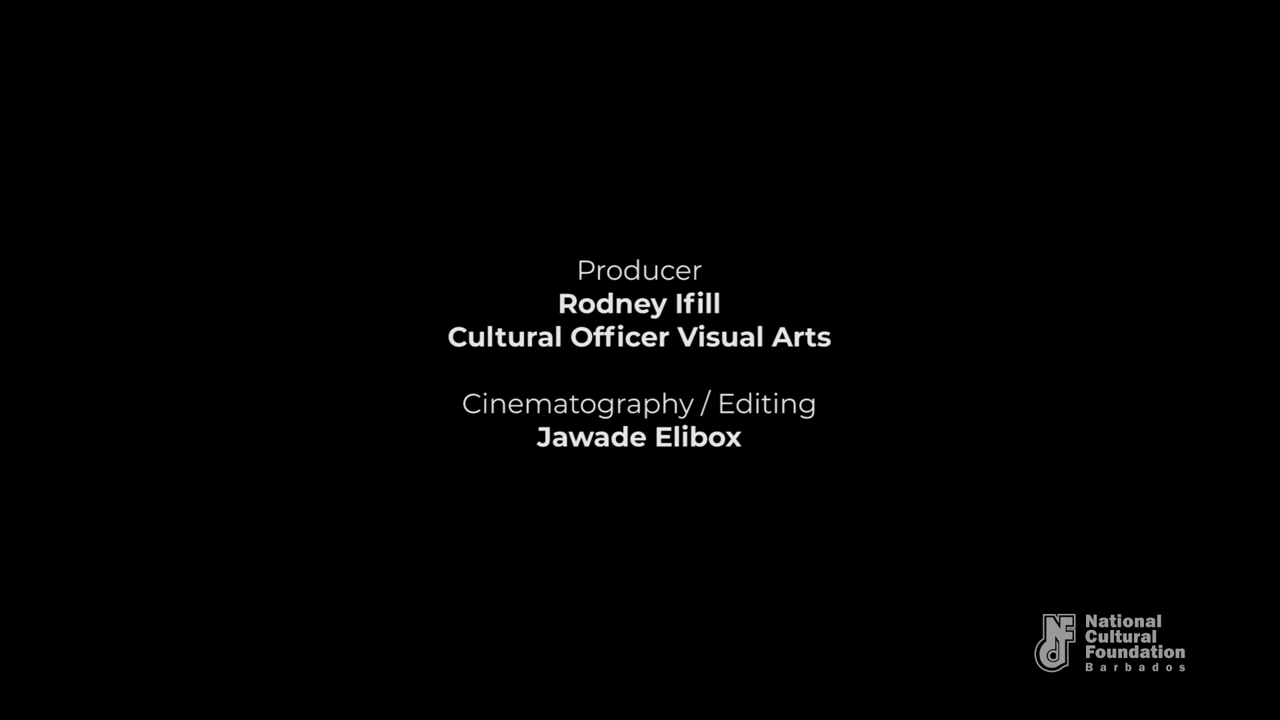 Producer
Rodney Ifill
Cultural Officer Visual Arts
Cinematography / Editing
Jawade Elibox
National
Cultural
Foundation
Barbados